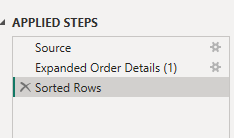 APPLIED STEPS
Source
Expanded Order Details (1)
Sorted Rows